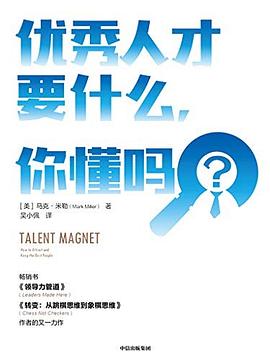 优秀人才
要什么，
你懂吗
?
[美] 马克·米勒 (Mark Miller) 著
吴小佩 译
TALENT MAGNET
How to Attract and
Keep the Best People
畅销书
《领导力管道》
(Leaders Made Here)
《转变：从跳棋思维到象棋思维》
(Chess Not Checkers)
作者的又一力作
中信出版集团